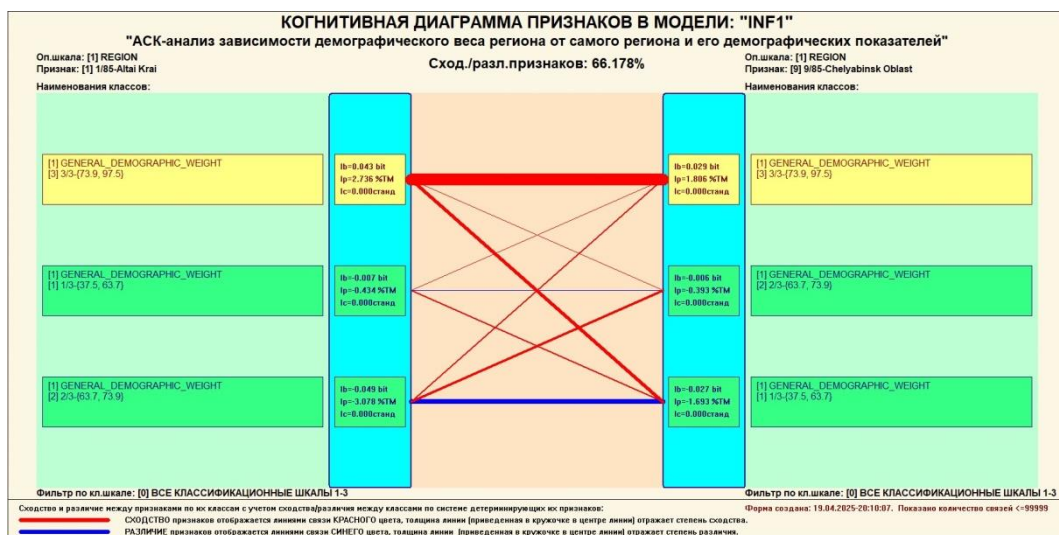 КОГНИТИВНАЯ ДИАГРАММА ПРИЗНАКОВ В МОДЕЛИ: "INF1"
"АСК-анализ зависимости демографического веса региона от самого региона и его демографических показателей"
Оп.шкала: [1] REGION
Признак: [1] 1/85-Altai Krai
Сход./разл.признаков: 66.178%
Оп.шкала: [1] REGION
Признак: [9] 9/85-Chelyabinsk Oblast
Наименования классов:
Наименования классов:
[1] GENERAL_DEMOGRAPHIC_WEIGHT
[3] 3/3-{73.9, 97.5}
Ib=0.043 bit
Ip=2.736 %ТМ
Ic=0.000станд
Ib=0.029 bit
Ip=1.806 %ТМ
Ic=0.000станд
[1] GENERAL_DEMOGRAPHIC_WEIGHT
[3] 3/3-{73.9, 97.5}
[1] GENERAL_DEMOGRAPHIC_WEIGHT
[1] 1/3-{37.5, 63.7}
Ib=-0.007 bit
Ip=-0.434 %ТМ
Ic=0.000станд
Ib=-0.006 bit
Ip=-0.393 %ТМ
Ic=0.000станд
[1] GENERAL_DEMOGRAPHIC_WEIGHT
[2] 2/3-{63.7, 73.9}
[1] GENERAL_DEMOGRAPHIC_WEIGHT
[2] 2/3-{63.7, 73.9}
Ib=-0.049 bit
Ip=-3.078 %ТМ
Ic=0.000станд
Ib=-0.027 bit
Ip=-1.693 %ТМ
Ic=0.000станд
[1] GENERAL_DEMOGRAPHIC_WEIGHT
[1] 1/3-{37.5, 63.7}
Фильтр по кл.шкале: [0] ВСЕ КЛАССИФИКАЦИОННЫЕ ШКАЛЫ 1-3
Фильтр по кл.шкале: [0] ВСЕ КЛАССИФИКАЦИОННЫЕ ШКАЛЫ 1-3
Сходство и различие между признаками по их классам с учетом сходства/различия между классами по системе детерминирующих их признаков:
Форма создана: 19.04.2025-20:10:07. Показано количество связей <=99999
СХОДСТВО признаков отображается линиями связи КРАСНОГО цвета, толщина линии (приведенная в кружочке в центре линии) отражает степень сходства.
РАЗЛИЧИЕ признаков отображается линиями связи СИНЕГО цвета, толщина линии (приведенная в кружочке в центре линии) отражает степень различия.